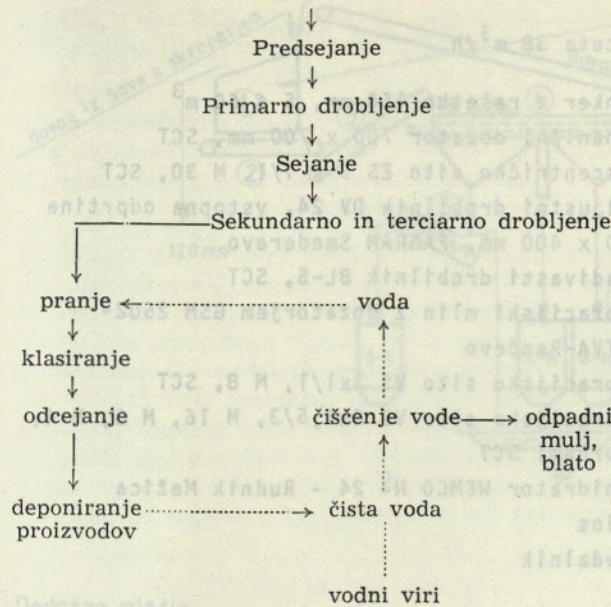 Predsejanje
Primarno drobljenje
Sejanje
Sekundarno in terciarno drobljenje
pranje
voda
klasiranje
odcejanje
čiščenje vode
odpadni
mulj,
blato
deponiranje
proizvodov
čista voda
vodni viri